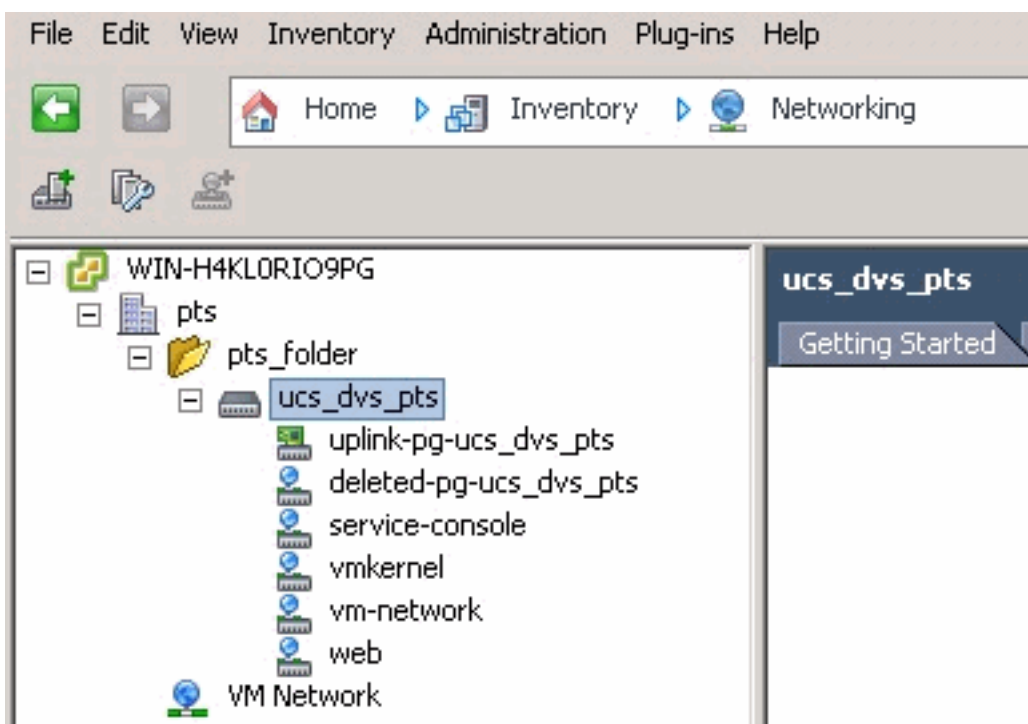 File Edit View Inventory Administration Plug-ins Help
Home Inventory Networking
WIN-H4KL0RIO9PG
pts
pts_folder
ucs_dvs_pts
uplink-pg-ucs_dvs_pts
deleted-pg-ucs_dvs_pts
service-console
vmkernel
vm-network
web
VM Network
ucs_dvs_pts
Getting Started